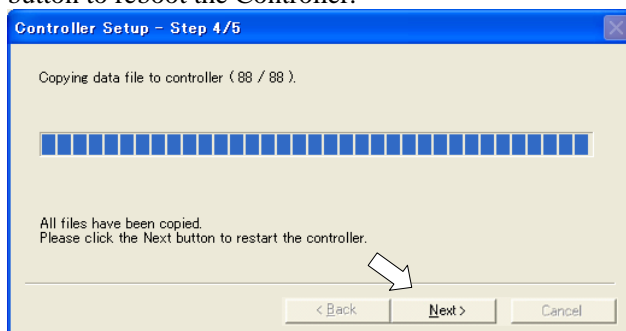 button to reboot the Controller.
Controller Setup - Step 4/5
Copying data file to controller ( 88 / 88 ).
All files have been copied.
Please click the Next button to restart the controller.
< Back
Next >
Cancel